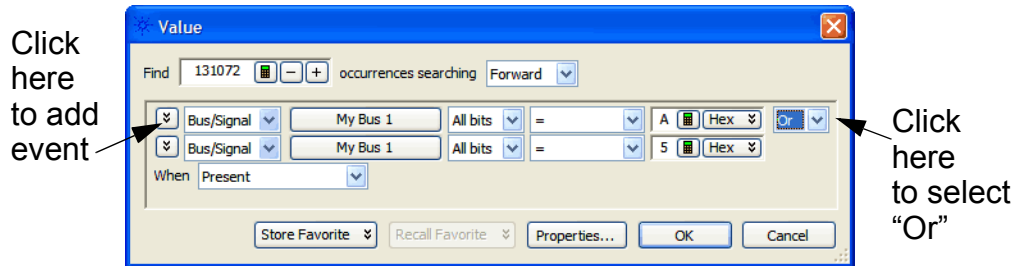 Click
here
to add
event
Value
Find 131072 − + occurrences searching Forward
Bus/Signal My Bus 1 All bits = A Hex Or
Bus/Signal My Bus 1 All bits = 5 Hex
When Present
Store Favorite Recall Favorite Properties... OK Cancel
Click
here
to select
“Or”